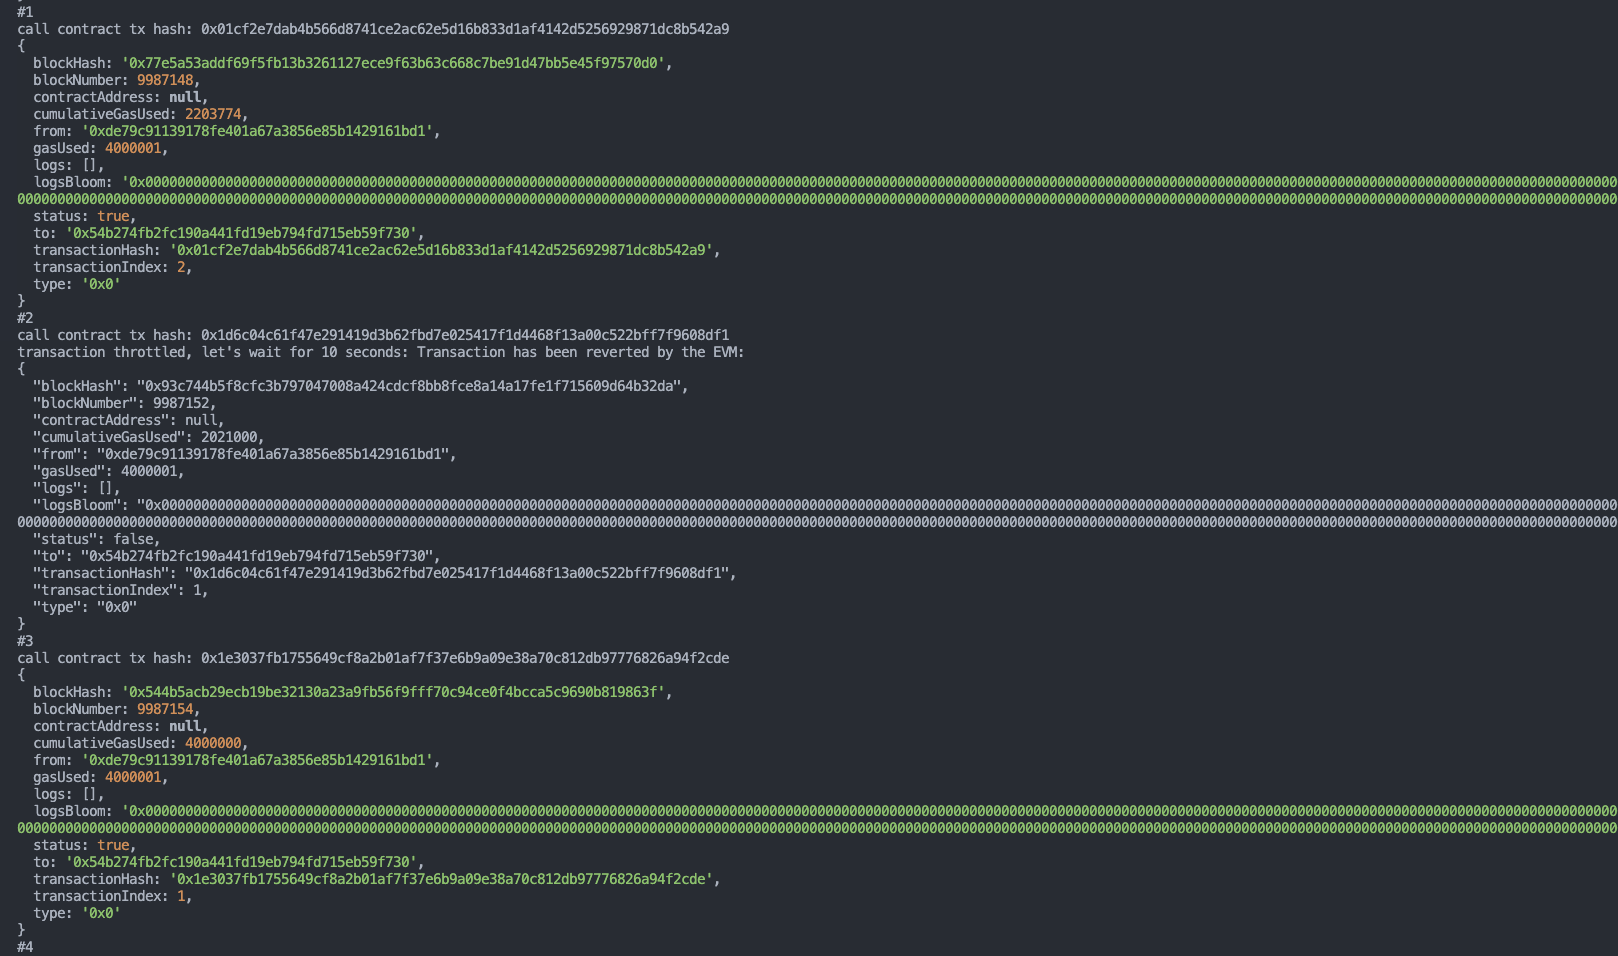 #1
call contract tx hash: 0x01cf2e7dab4b566d8741ce2ac62e5d16b833d1af4142d5256929871dc8b542a9
{
  blockHash: '0x77e5a53addf69f5fb13b3261127ece9f63b63c668c7be91d47bb5e45f97570d0',
  blockNumber: 9987148,
  contractAddress: null,
  cumulativeGasUsed: 2203774,
  from: '0xde79c91139178fe401a67a3856e85b1429161bd1',
  gasUsed: 4000001,
  logs: [],
  logsBloom:
  status: true,
  to: '0x54b274fb2fc190a441fd19eb794fd715eb59f730',
  transactionHash: '0x01cf2e7dab4b566d8741ce2ac62e5d16b833d1af4142d5256929871dc8b542a9',
  transactionIndex: 2,
  type: '0x0'
}
#2
call contract tx hash: 0x1d6c04c61f47e291419d3b62fbd7e025417f1d4468f13a00c522bff7f9608df1
transaction throttled, let's wait for 10 seconds: Transaction has been reverted by the EVM:
{
  "blockHash": "0x93c744b5f8cfc3b797047008a424cdcf8bb8fce8a14a17fe1f715609d64b32da",
  "blockNumber": 9987152,
  "contractAddress": null,
  "cumulativeGasUsed": 2021000,
  "from": "0xde79c91139178fe401a67a3856e85b1429161bd1",
  "gasUsed": 4000001,
  "logs": [],
  "logsBloom":
  "status": false,
  "to": "0x54b274fb2fc190a441fd19eb794fd715eb59f730",
  "transactionHash": "0x1d6c04c61f47e291419d3b62fbd7e025417f1d4468f13a00c522bff7f9608df1",
  "transactionIndex": 1,
  "type": "0x0"
}
#3
call contract tx hash: 0x1e3037fb1755649cf8a2b01af7f37e6b9a09e38a70c812db97776826a94f2cde
{
  blockHash: '0x544b5acb29ecb19be32130a23a9fb56f9fff70c94ce0f4bcca5c9690b819863f',
  blockNumber: 9987154,
  contractAddress: null,
  cumulativeGasUsed: 4000000,
  from: '0xde79c91139178fe401a67a3856e85b1429161bd1',
  gasUsed: 4000001,
  logs: [],
  logsBloom:
  status: true,
  to: '0x54b274fb2fc190a441fd19eb794fd715eb59f730',
  transactionHash: '0x1e3037fb1755649cf8a2b01af7f37e6b9a09e38a70c812db97776826a94f2cde',
  transactionIndex: 1,
  type: '0x0'
}
#4